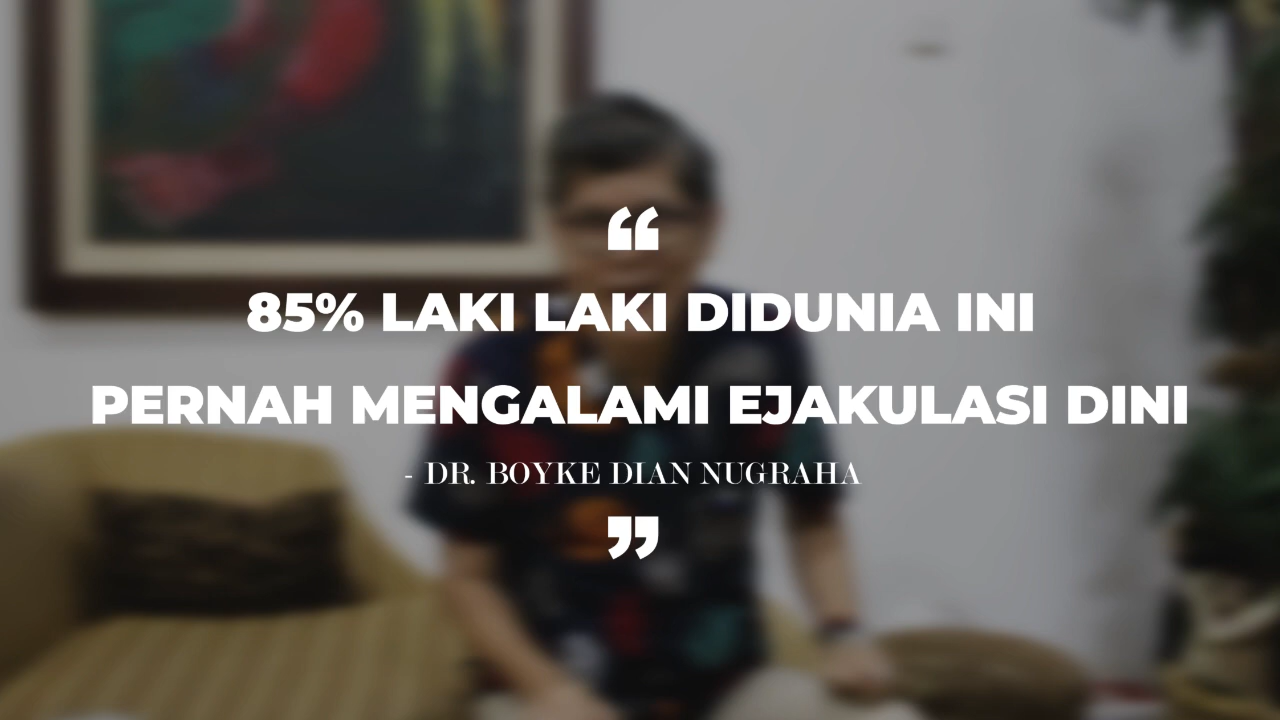 “
85% LAKI LAKI DIDUNIA INI
PERNAH MENGALAMI EJAKULASI DINI
- DR. BOYKE DIAN NUGRAHA
”